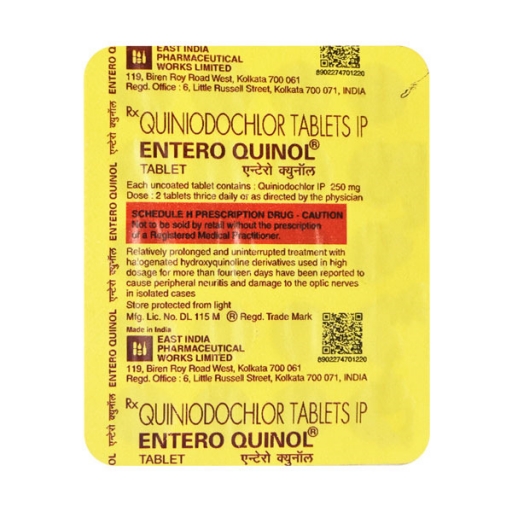 EAST INDIA
PHARMACEUTICAL
WORKS LIMITED
8902274701220
119, Biren Roy Road West, Kolkata 700 061
Regd. Office : 6, Little Russell Street, Kolkata 700 071, INDIA
Rx QUINIODOCHLOR TABLETS IP
ENTERO QUINOL®
TABLET एन्टेरो क्युनॉल
Each uncoated tablet contains : Quiniodochlor IP 250 mg
Dose : 2 tablets thrice daily or as directed by the physician
SCHEDULE H PRESCRIPTION DRUG - CAUTION
Not to be sold by retail without the prescription
of a Registered Medical Practitioner.
Relatively prolonged and uninterrupted treatment with
halogenated hydroxyquinoline derivatives used in high
dosage for more than fourteen days have been reported to
cause peripheral neuritis and damage to the optic nerves
in isolated cases
Store protected from light
Mfg. Lic. No. DL 115 M ® Regd. Trade Mark
Made in India
EAST INDIA
PHARMACEUTICAL
WORKS LIMITED
8902274701220
119, Biren Roy Road West, Kolkata 700 061
Regd. Office : 6, Little Russell Street, Kolkata 700 071, INDIA
Rx QUINIODOCHLOR TABLETS IP
ENTERO QUINOL®
TABLET एन्टेरो क्युनॉल
ENTERO QUINOL एन्टेरो क्युनॉल
ENTERO QUINOL एन्टेरो क्युनॉल